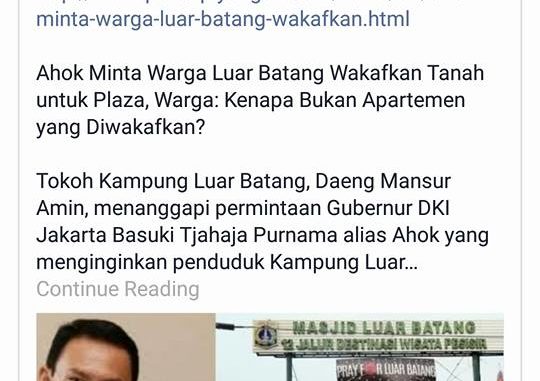 minta-warga-luar-batang-wakafkan.html
Ahok Minta Warga Luar Batang Wakafkan Tanah
untuk Plaza, Warga: Kenapa Bukan Apartemen
yang Diwakafkan?
Tokoh Kampung Luar Batang, Daeng Mansur
Amin, menanggapi permintaan Gubernur DKI
Jakarta Basuki Tjahaja Purnama alias Ahok yang
menginginkan penduduk Kampung Luar...
Continue Reading
MASJID LUAR BATANG
12 JALUR DESTINASI WISATA PESISIR
PRAY FOR LUAR BATANG